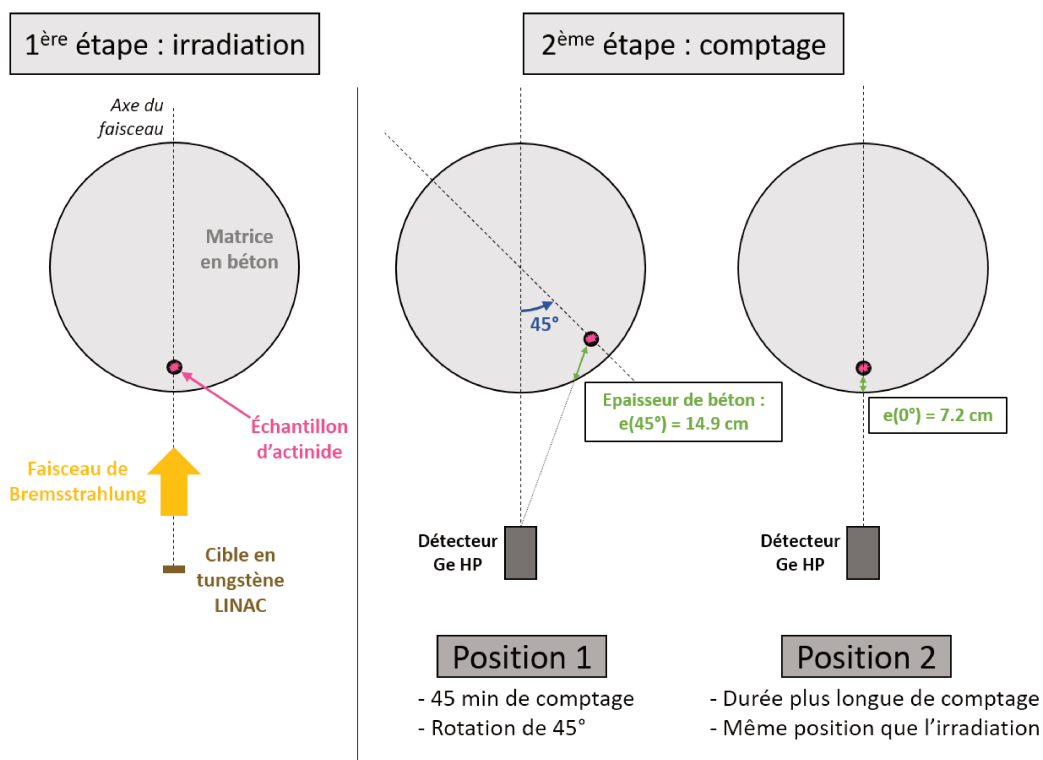 1ère étape : irradiation
2ème étape : comptage
Axe du
faisceau
Matrice
en béton
Échantillon
d'actinide
Faisceau de
Bremsstrahlung
Cible en
tungstène
LINAC
45°
Epaisseur de béton :
e(45°) = 14.9 cm
Détecteur
Ge HP
Position 1
- 45 min de comptage
- Rotation de 45°
e(0°) = 7.2 cm
Détecteur
Ge HP
Position 2
- Durée plus longue de comptage
- Même position que l'irradiation